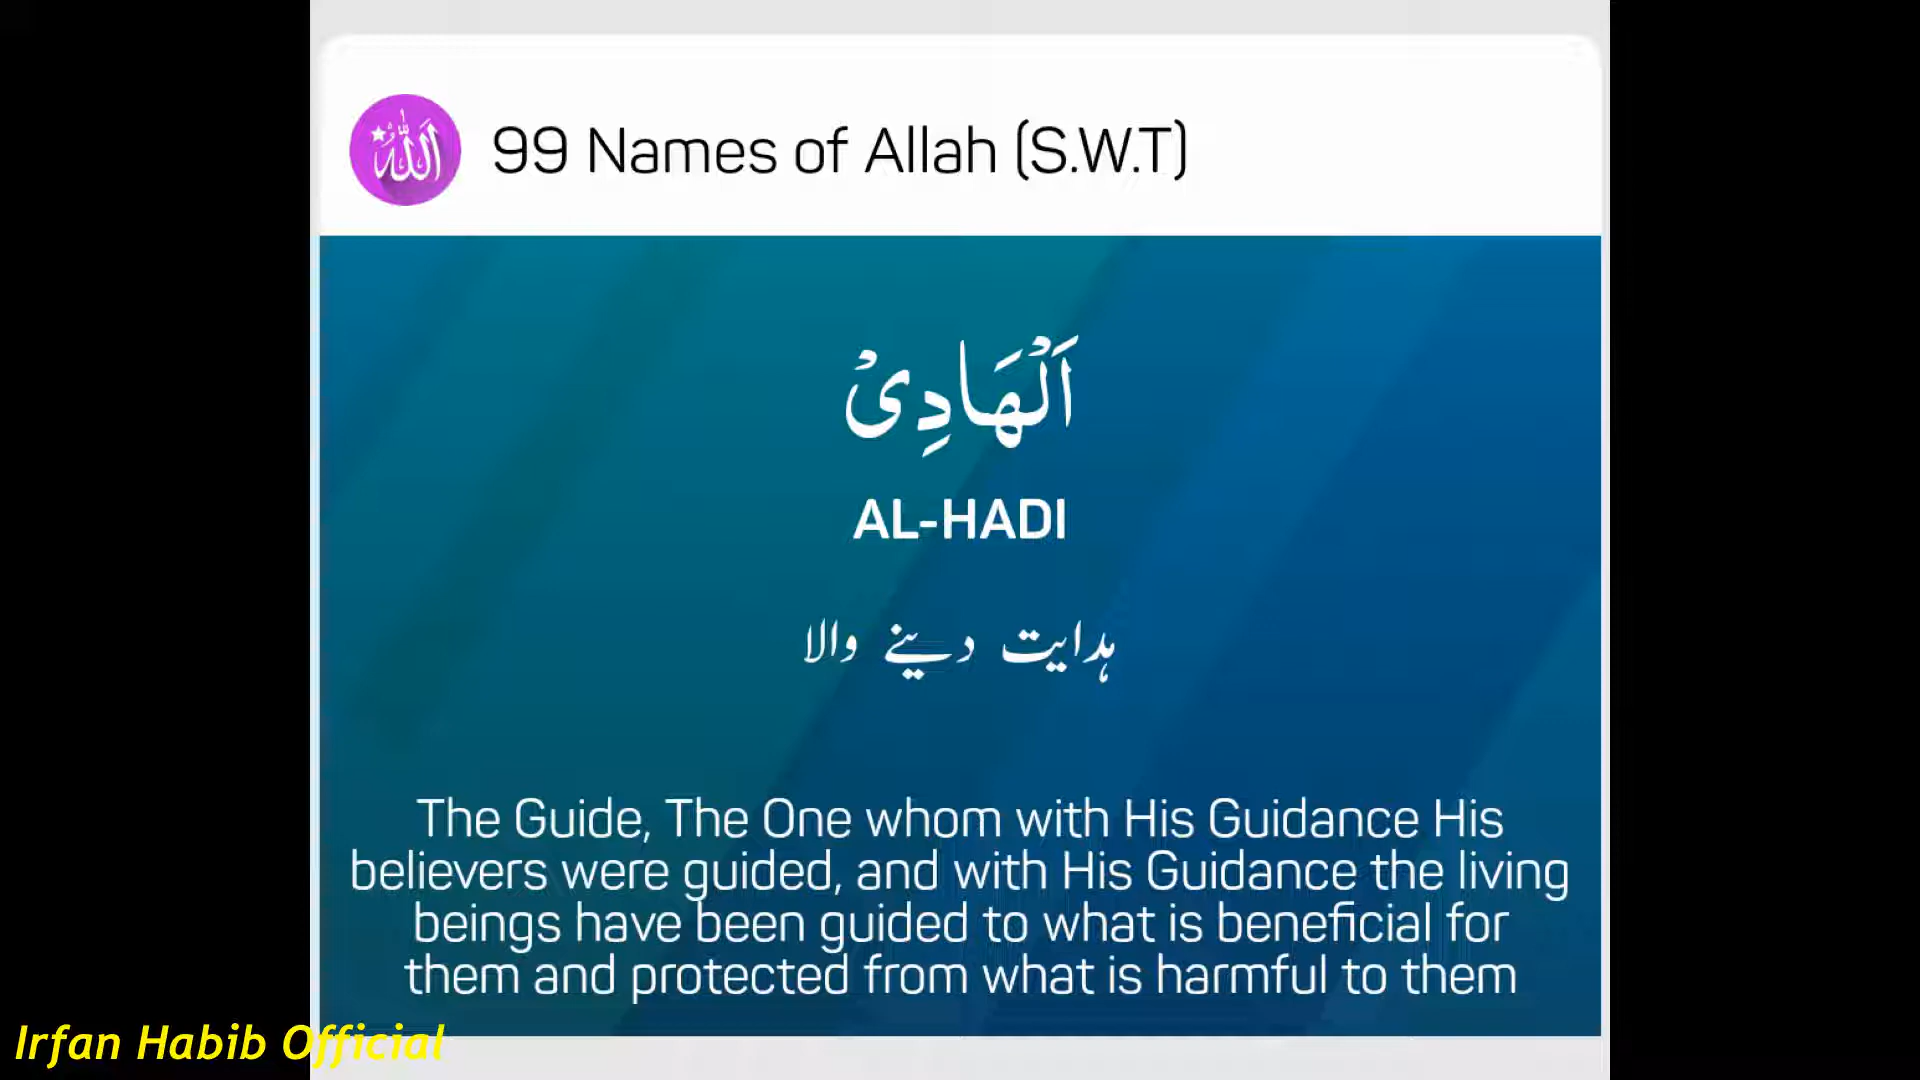 اللّٰهُ
99 Names of Allah (S.W.T)
اَلْهَادِیْ
AL-HADI
ہدایت دینے والا
The Guide, The One whom with His Guidance His
believers were guided, and with His Guidance the living
beings have been guided to what is beneficial for
them and protected from what is harmful to them
Irfan Habib Official